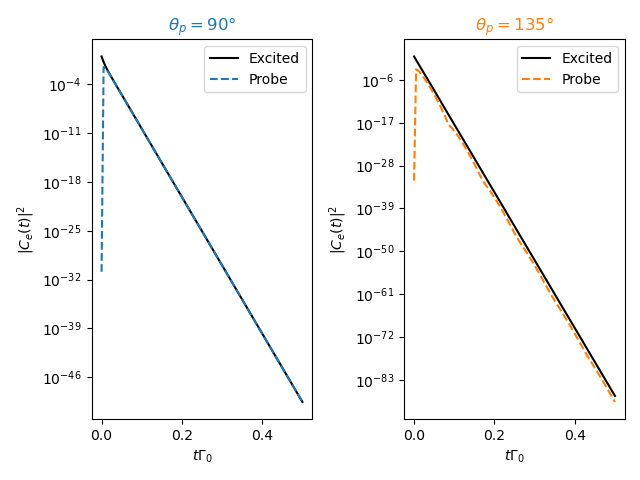 θp = 90°
Excited
Probe
10⁻⁴
10⁻¹¹
10⁻¹⁸
10⁻²⁵
10⁻³²
10⁻³⁹
10⁻⁴⁶
|Ce(t)|²
0.0
0.2
0.4
tΓ₀
θp = 135°
Excited
Probe
10⁻⁶
10⁻¹⁷
10⁻²⁸
10⁻³⁹
10⁻⁵⁰
10⁻⁶¹
10⁻⁷²
10⁻⁸³
|Ce(t)|²
0.0
0.2
0.4
tΓ₀